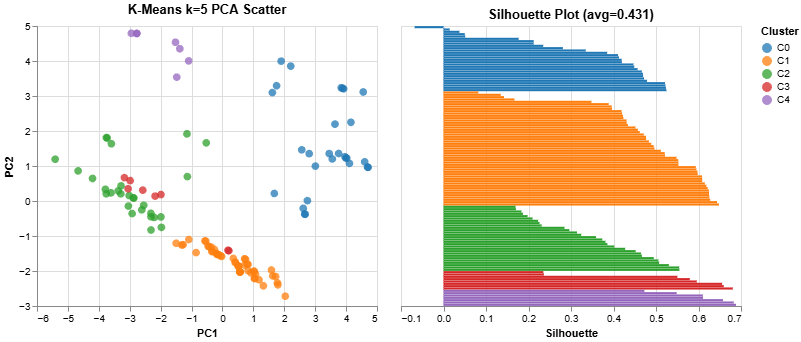 K-Means k=5 PCA Scatter
5
4
3
2
1
0
−1
−2
−3
PC2
−6 −5 −4 −3 −2 −1 0 1 2 3 4 5
PC1
Silhouette Plot (avg=0.431)
−0.1 0.0 0.1 0.2 0.3 0.4 0.5 0.6 0.7
Silhouette
Cluster
C0
C1
C2
C3
C4